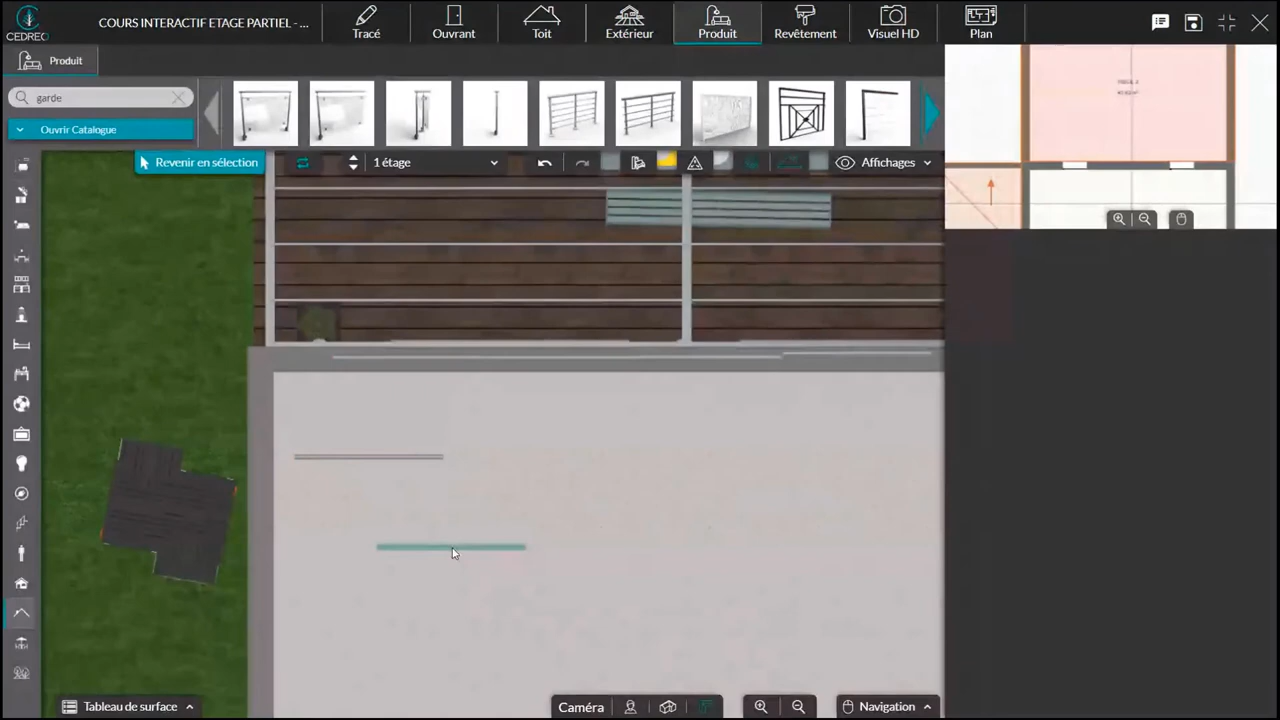 CEDREO
COURS INTERACTIF ETAGE PARTIEL - ...
Tracé
Ouvrant
Toit
Extérieur
Produit
Revêtement
Visuel HD
Plan
Produit
garde
Ouvrir Catalogue
Revenir en sélection
1 étage
Affichages
Tableau de surface
Caméra
Navigation